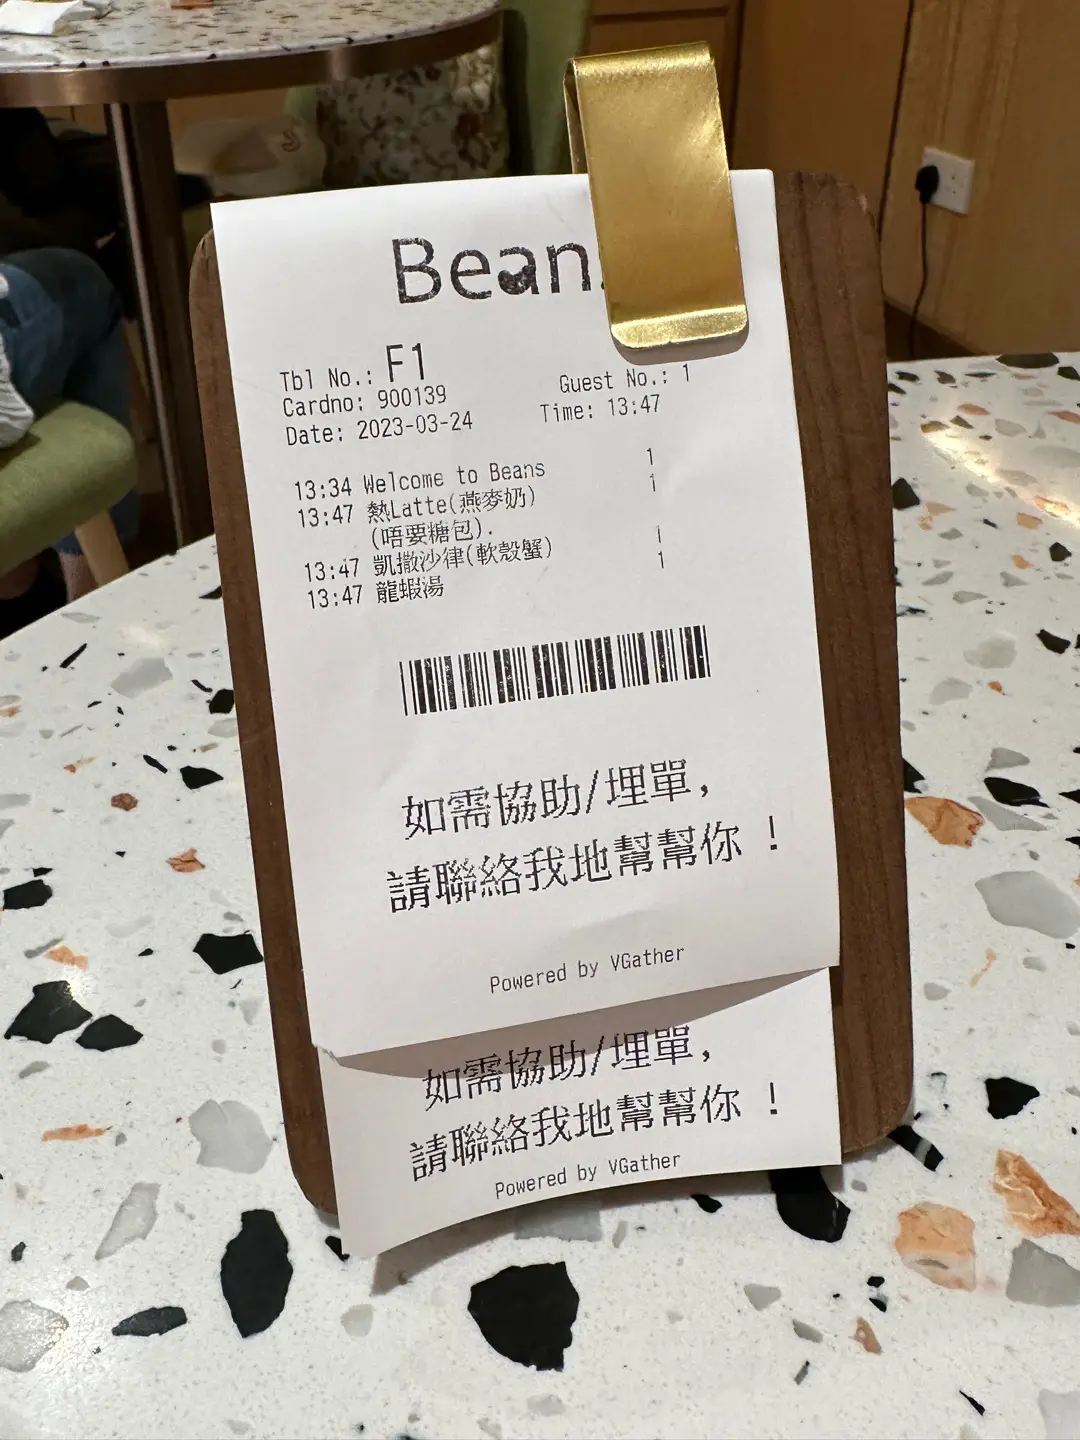 Beans
Tbl No.: F1
Guest No.: 1
Cardno: 900139
Date: 2023-03-24
Time: 13:47
13:34 Welcome to Beans 1
13:47 熱Latte(燕麥奶) 1
(唔要糖包).
13:47 凱撒沙律(軟殼蟹) 1
13:47 龍蝦湯 1
如需協助/埋單,
請聯絡我地幫幫你 !
Powered by VGather
如需協助/埋單,
請聯絡我地幫幫你 !
Powered by VGather